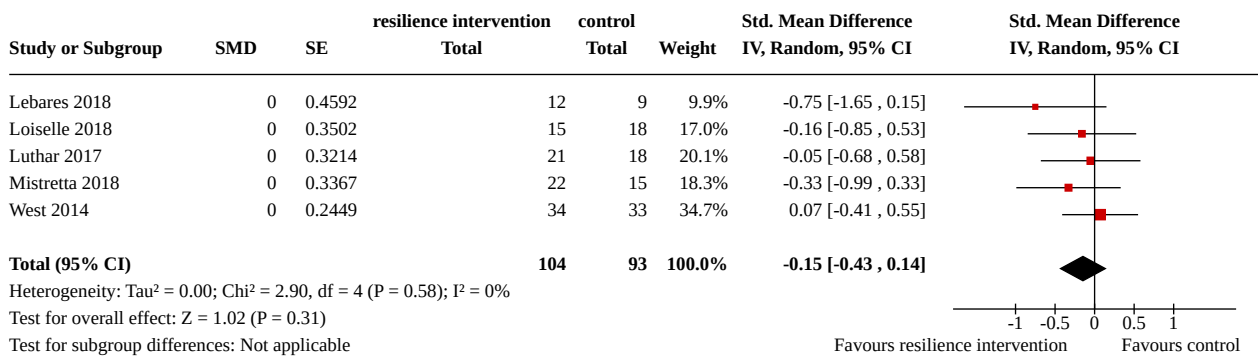 resilience intervention control Std. Mean Difference Std. Mean Difference
Study or Subgroup SMD SE Total Total Weight IV, Random, 95% CI IV, Random, 95% CI
Lebares 2018 0 0.4592 12 9 9.9% -0.75 [-1.65 , 0.15]
Loiselle 2018 0 0.3502 15 18 17.0% -0.16 [-0.85 , 0.53]
Luthar 2017 0 0.3214 21 18 20.1% -0.05 [-0.68 , 0.58]
Mistretta 2018 0 0.3367 22 15 18.3% -0.33 [-0.99 , 0.33]
West 2014 0 0.2449 34 33 34.7% 0.07 [-0.41 , 0.55]
Total (95% CI) 104 93 100.0% -0.15 [-0.43 , 0.14]
Heterogeneity: Tau² = 0.00; Chi² = 2.90, df = 4 (P = 0.58); I² = 0%
Test for overall effect: Z = 1.02 (P = 0.31) -1 -0.5 0 0.5 1
Test for subgroup differences: Not applicable Favours resilience intervention Favours control